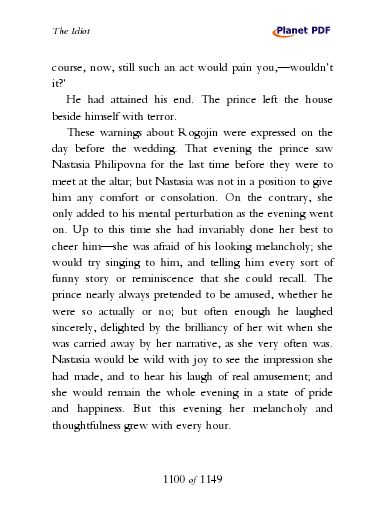 The Idiot
Planet PDF
course, now, still such an act would pain you,—wouldn't
it?'
He had attained his end. The prince left the house
beside himself with terror.
These warnings about Rogojin were expressed on the
day before the wedding. That evening the prince saw
Nastasia Philipovna for the last time before they were to
meet at the altar; but Nastasia was not in a position to give
him any comfort or consolation. On the contrary, she
only added to his mental perturbation as the evening went
on. Up to this time she had invariably done her best to
cheer him—she was afraid of his looking melancholy; she
would try singing to him, and telling him every sort of
funny story or reminiscence that she could recall. The
prince nearly always pretended to be amused, whether he
were so actually or no; but often enough he laughed
sincerely, delighted by the brilliancy of her wit when she
was carried away by her narrative, as she very often was.
Nastasia would be wild with joy to see the impression she
had made, and to hear his laugh of real amusement; and
she would remain the whole evening in a state of pride
and happiness. But this evening her melancholy and
thoughtfulness grew with every hour.
1100 of 1149